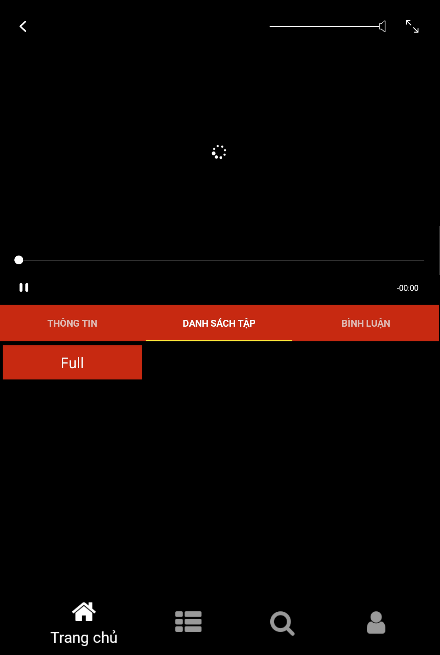 -00:00
THÔNG TIN
DANH SÁCH TẬP
BÌNH LUẬN
Full
Trang chủ